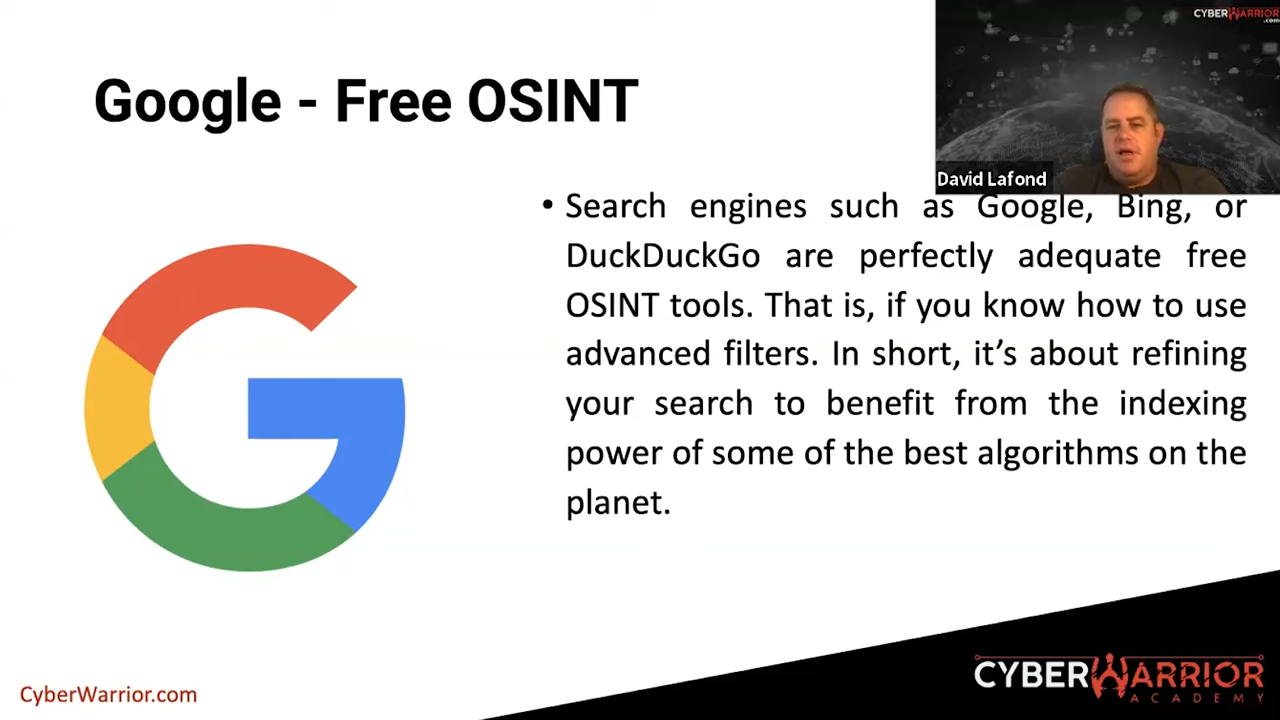 CYBERWARRIOR
.com
Google - Free OSINT
David Lafond
• Search engines such as Google, Bing, or
DuckDuckGo are perfectly adequate free
OSINT tools. That is, if you know how to use
advanced filters. In short, it’s about refining
your search to benefit from the indexing
power of some of the best algorithms on the
planet.
CyberWarrior.com
CYBERWARRIOR
ACADEMY